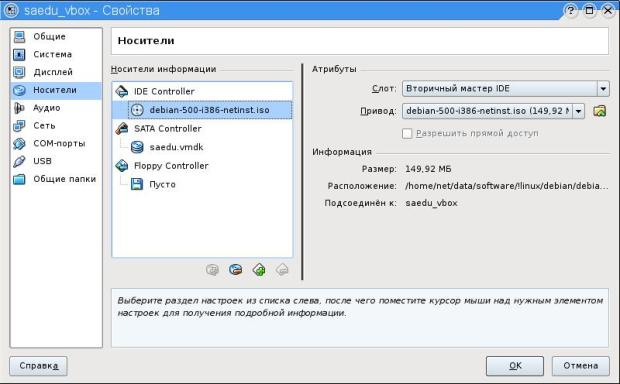 saedu_vbox - Свойства
Общие
Система
Дисплей
Носители
Аудио
Сеть
COM-порты
USB
Общие папки
Носители
Носители информации
IDE Controller
debian-500-i386-netinst.iso
SATA Controller
saedu.vmdk
Floppy Controller
Пусто
Атрибуты
Слот: Вторичный мастер IDE
Привод: debian-500-i386-netinst.iso (149,92 М
Разрешить прямой доступ
Информация
Размер: 149,92 МБ
Расположение: /home/net/data/software/!linux/debian/debia...
Подсоединён к: saedu_vbox
Выберите раздел настроек из списка слева, после чего поместите курсор мыши над нужным элементом
настроек для получения подробной информации.
Справка
OK
Отмена